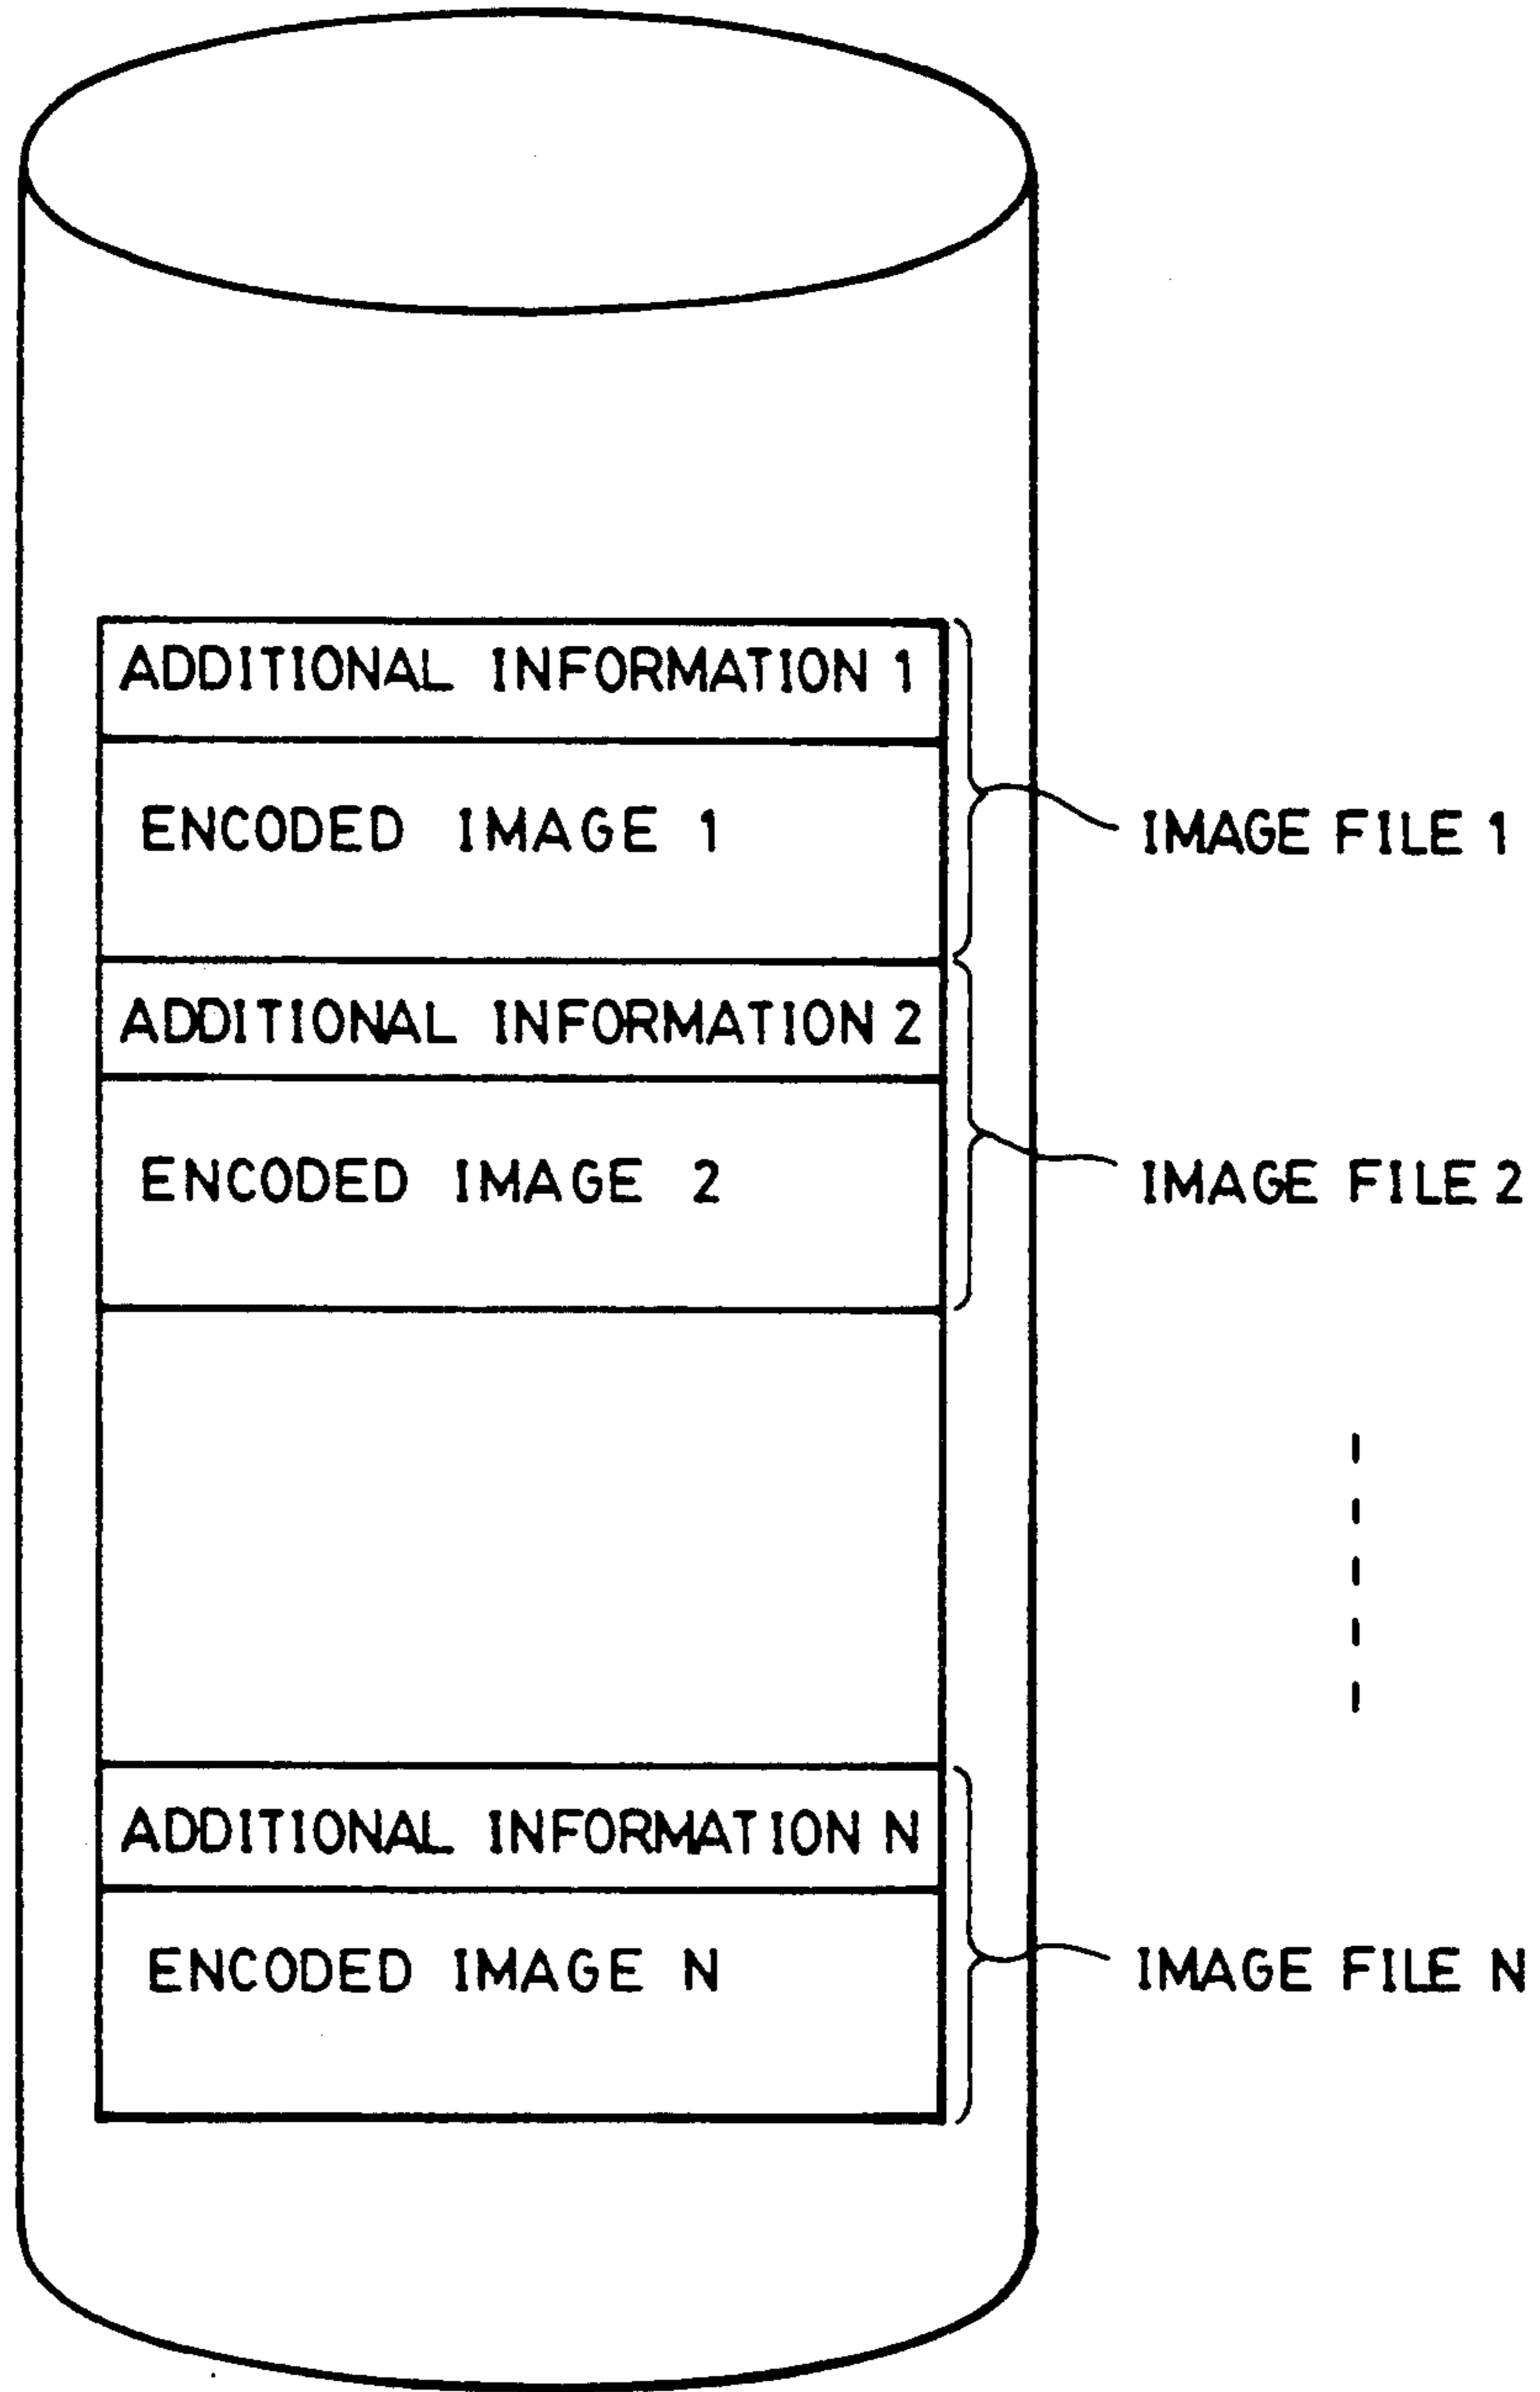 ADDITIONAL INFORMATION 1
ENCODED IMAGE 1
IMAGE FILE 1
ADDITIONAL INFORMATION 2
ENCODED IMAGE 2
IMAGE FILE 2
ADDITIONAL INFORMATION N
ENCODED IMAGE N
IMAGE FILE N